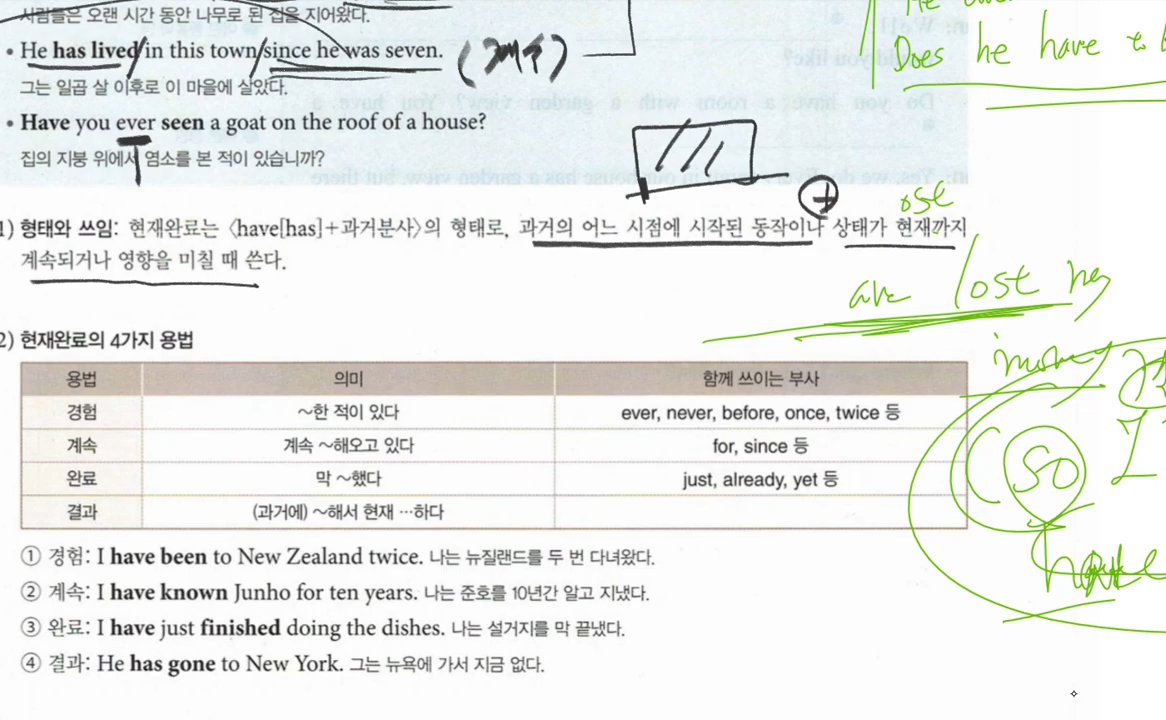 사람들은 오랜 시간 동안 나무로 된 집을 지어왔다.
• He has lived in this town since he was seven. (계속)
그는 일곱 살 이후로 이 마을에 살았다.
• Have you ever seen a goat on the roof of a house?
집의 지붕 위에서 염소를 본 적이 있습니까?
Does he have to
1) 형태와 쓰임: 현재완료는 〈have[has]+과거분사〉의 형태로, 과거의 어느 시점에 시작된 동작이나 상태가 현재까지
계속되거나 영향을 미칠 때 쓴다.
ost
lost
money
so I
have
2) 현재완료의 4가지 용법
용법 의미 함께 쓰이는 부사
경험 ~한 적이 있다 ever, never, before, once, twice 등
계속 계속 ~해오고 있다 for, since 등
완료 막 ~했다 just, already, yet 등
결과 (과거에) ~해서 현재 …하다
① 경험: I have been to New Zealand twice. 나는 뉴질랜드를 두 번 다녀왔다.
② 계속: I have known Junho for ten years. 나는 준호를 10년간 알고 지냈다.
③ 완료: I have just finished doing the dishes. 나는 설거지를 막 끝냈다.
④ 결과: He has gone to New York. 그는 뉴욕에 가서 지금 없다.